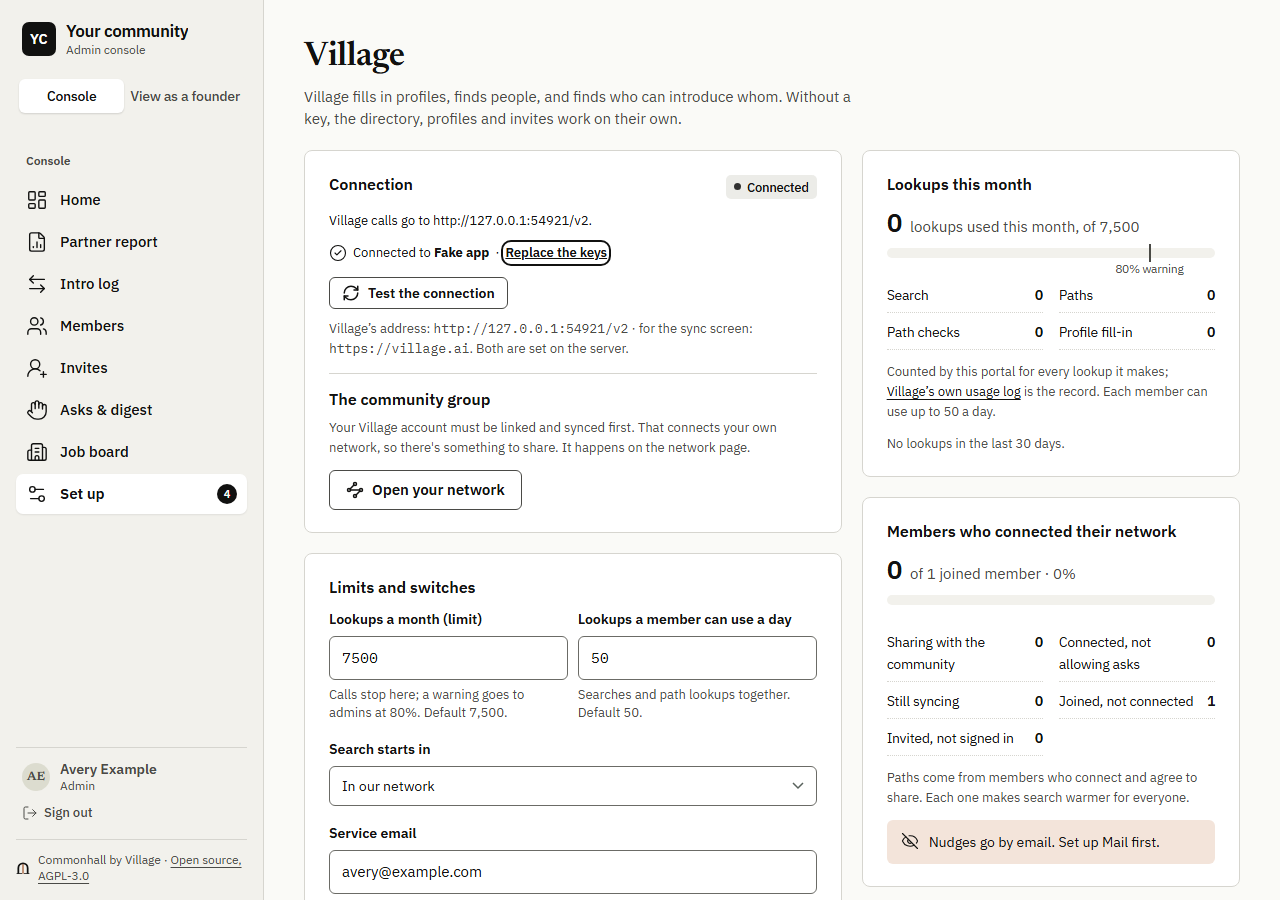 YC
Your community
Admin console
Console
View as a founder
Console
Home
Partner report
Intro log
Members
Invites
Asks & digest
Job board
Set up
4
AE
Avery Example
Admin
Sign out
Commonhall by Village · Open source,
AGPL-3.0
Village
Village fills in profiles, finds people, and finds who can introduce whom. Without a
key, the directory, profiles and invites work on their own.
Connection
Connected
Village calls go to http://127.0.0.1:54921/v2.
Connected to Fake app · Replace the keys
Test the connection
Village’s address: http://127.0.0.1:54921/v2 · for the sync screen:
https://village.ai. Both are set on the server.
The community group
Your Village account must be linked and synced first. That connects your own
network, so there's something to share. It happens on the network page.
Open your network
Limits and switches
Lookups a month (limit)
7500
Calls stop here; a warning goes to
admins at 80%. Default 7,500.
Lookups a member can use a day
50
Searches and path lookups together.
Default 50.
Search starts in
In our network
Service email
avery@example.com
Lookups this month
0 lookups used this month, of 7,500
80% warning
Search 0
Paths 0
Path checks 0
Profile fill-in 0
Counted by this portal for every lookup it makes;
Village’s own usage log is the record. Each member can
use up to 50 a day.
No lookups in the last 30 days.
Members who connected their network
0 of 1 joined member · 0%
Sharing with the
community
0
Connected, not
allowing asks
0
Still syncing 0
Joined, not connected 1
Invited, not signed in 0
Paths come from members who connect and agree to
share. Each one makes search warmer for everyone.
Nudges go by email. Set up Mail first.